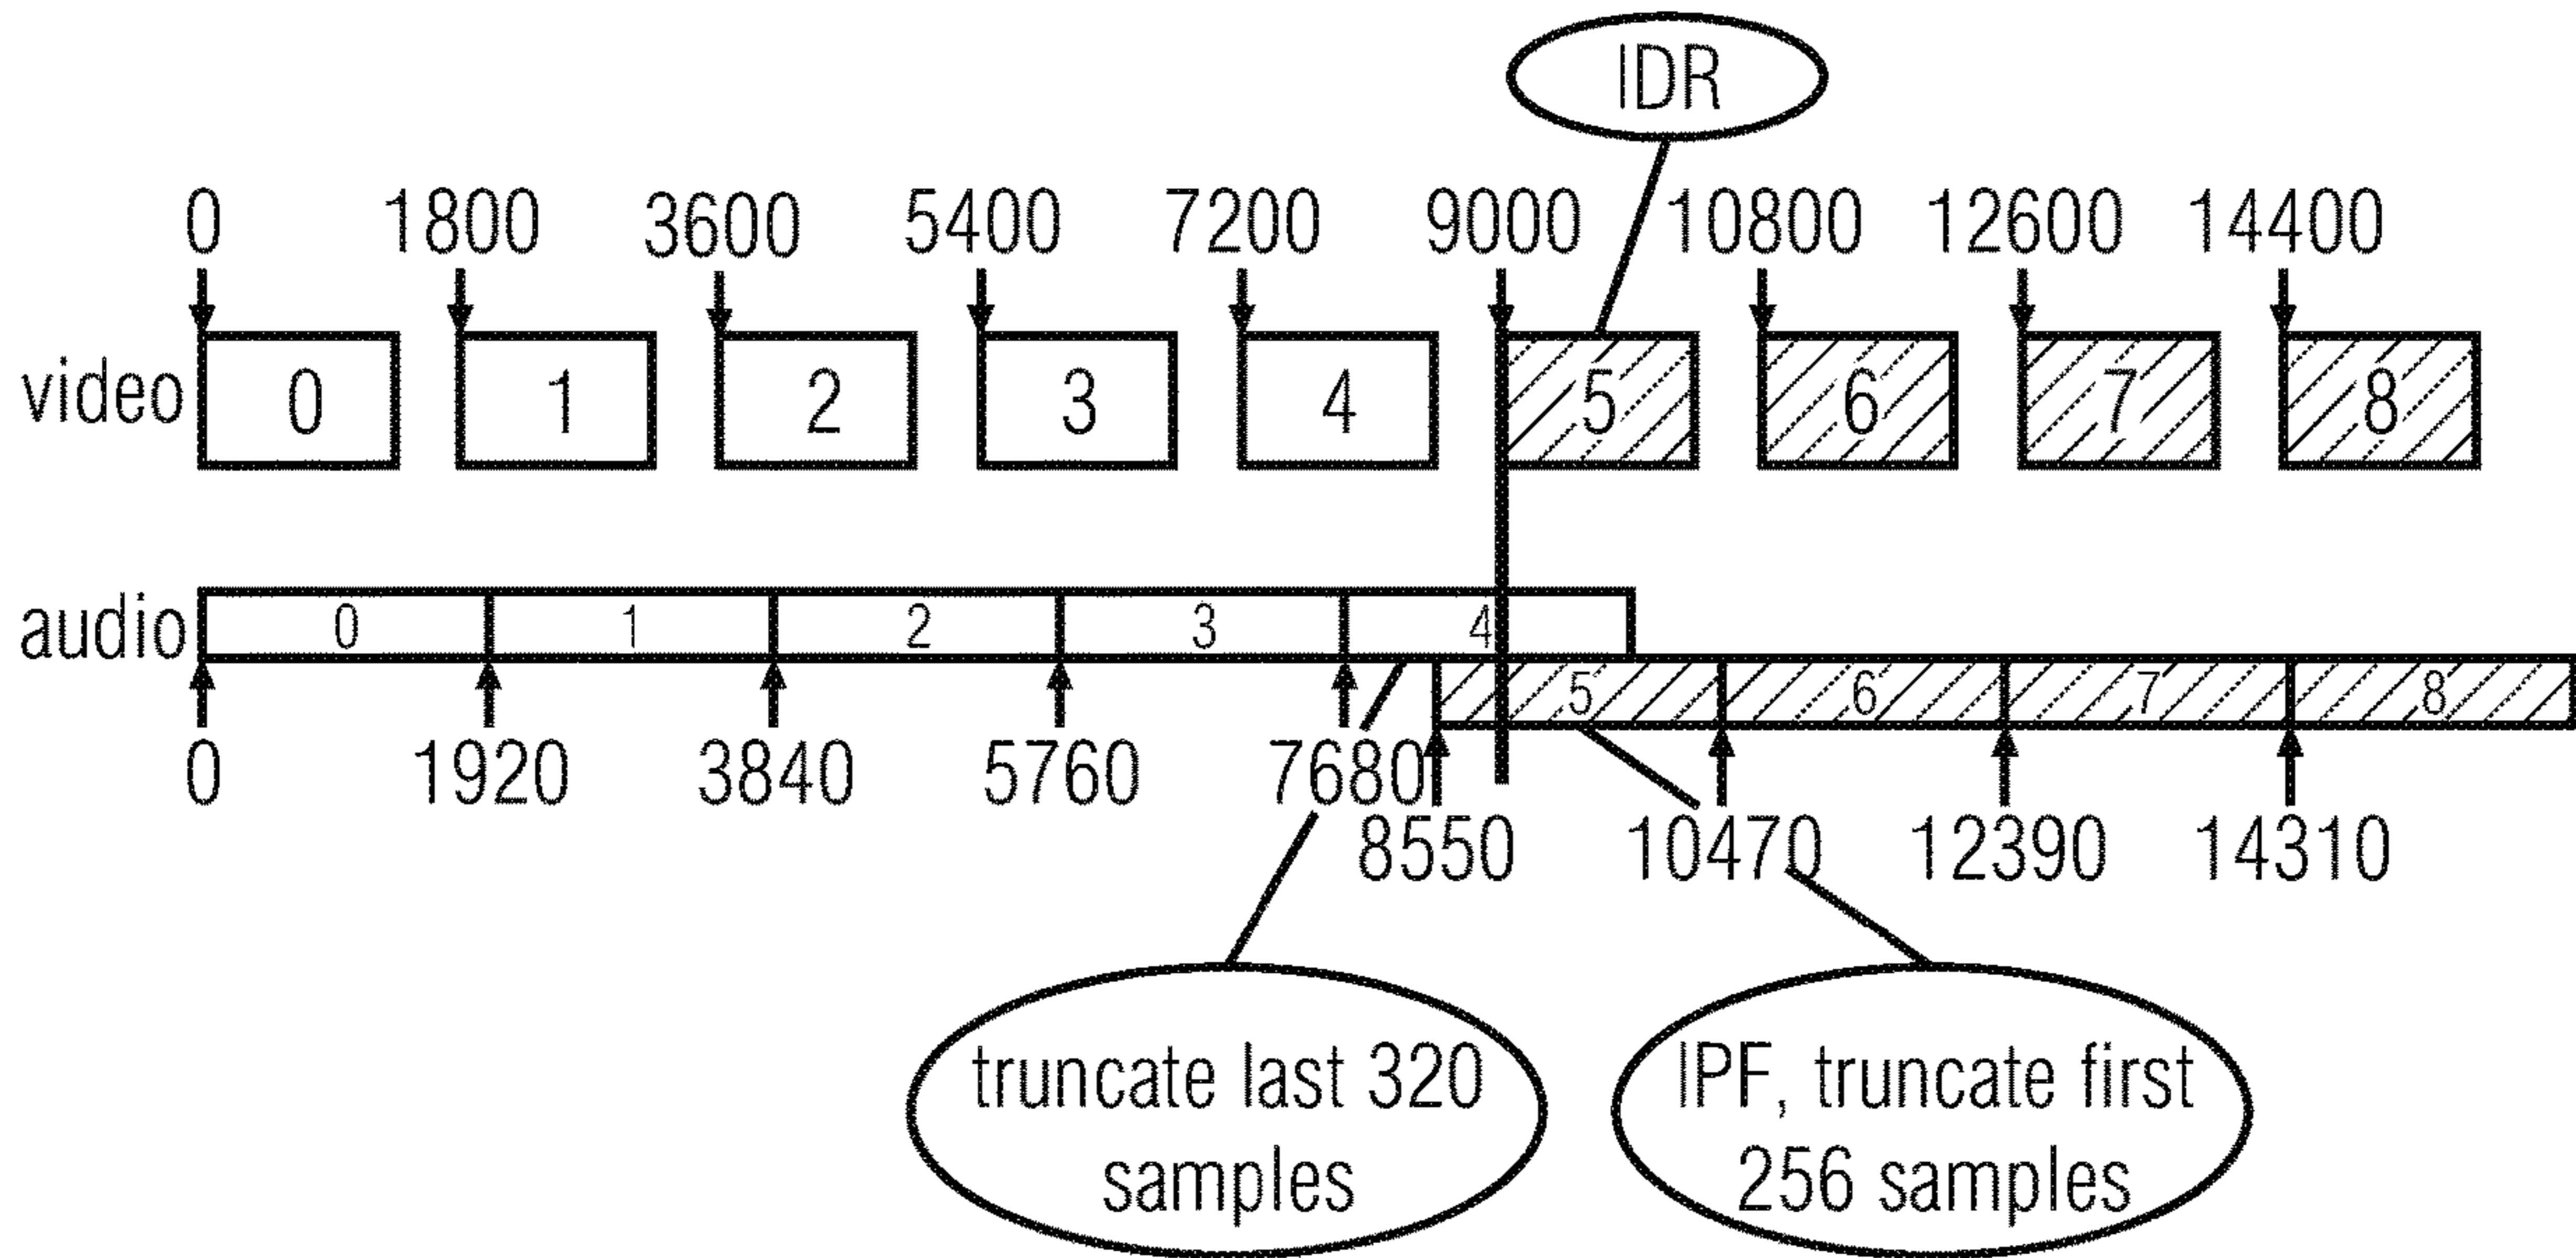 IDR
0 1800 3600 5400 7200 9000 10800 12600 14400
video 0 1 2 3 4 5 6 7 8
audio 0 1 2 3 4
5 6 7 8
0 1920 3840 5760 7680
8550 10470 12390 14310
truncate last 320
samples
IPF, truncate first
256 samples